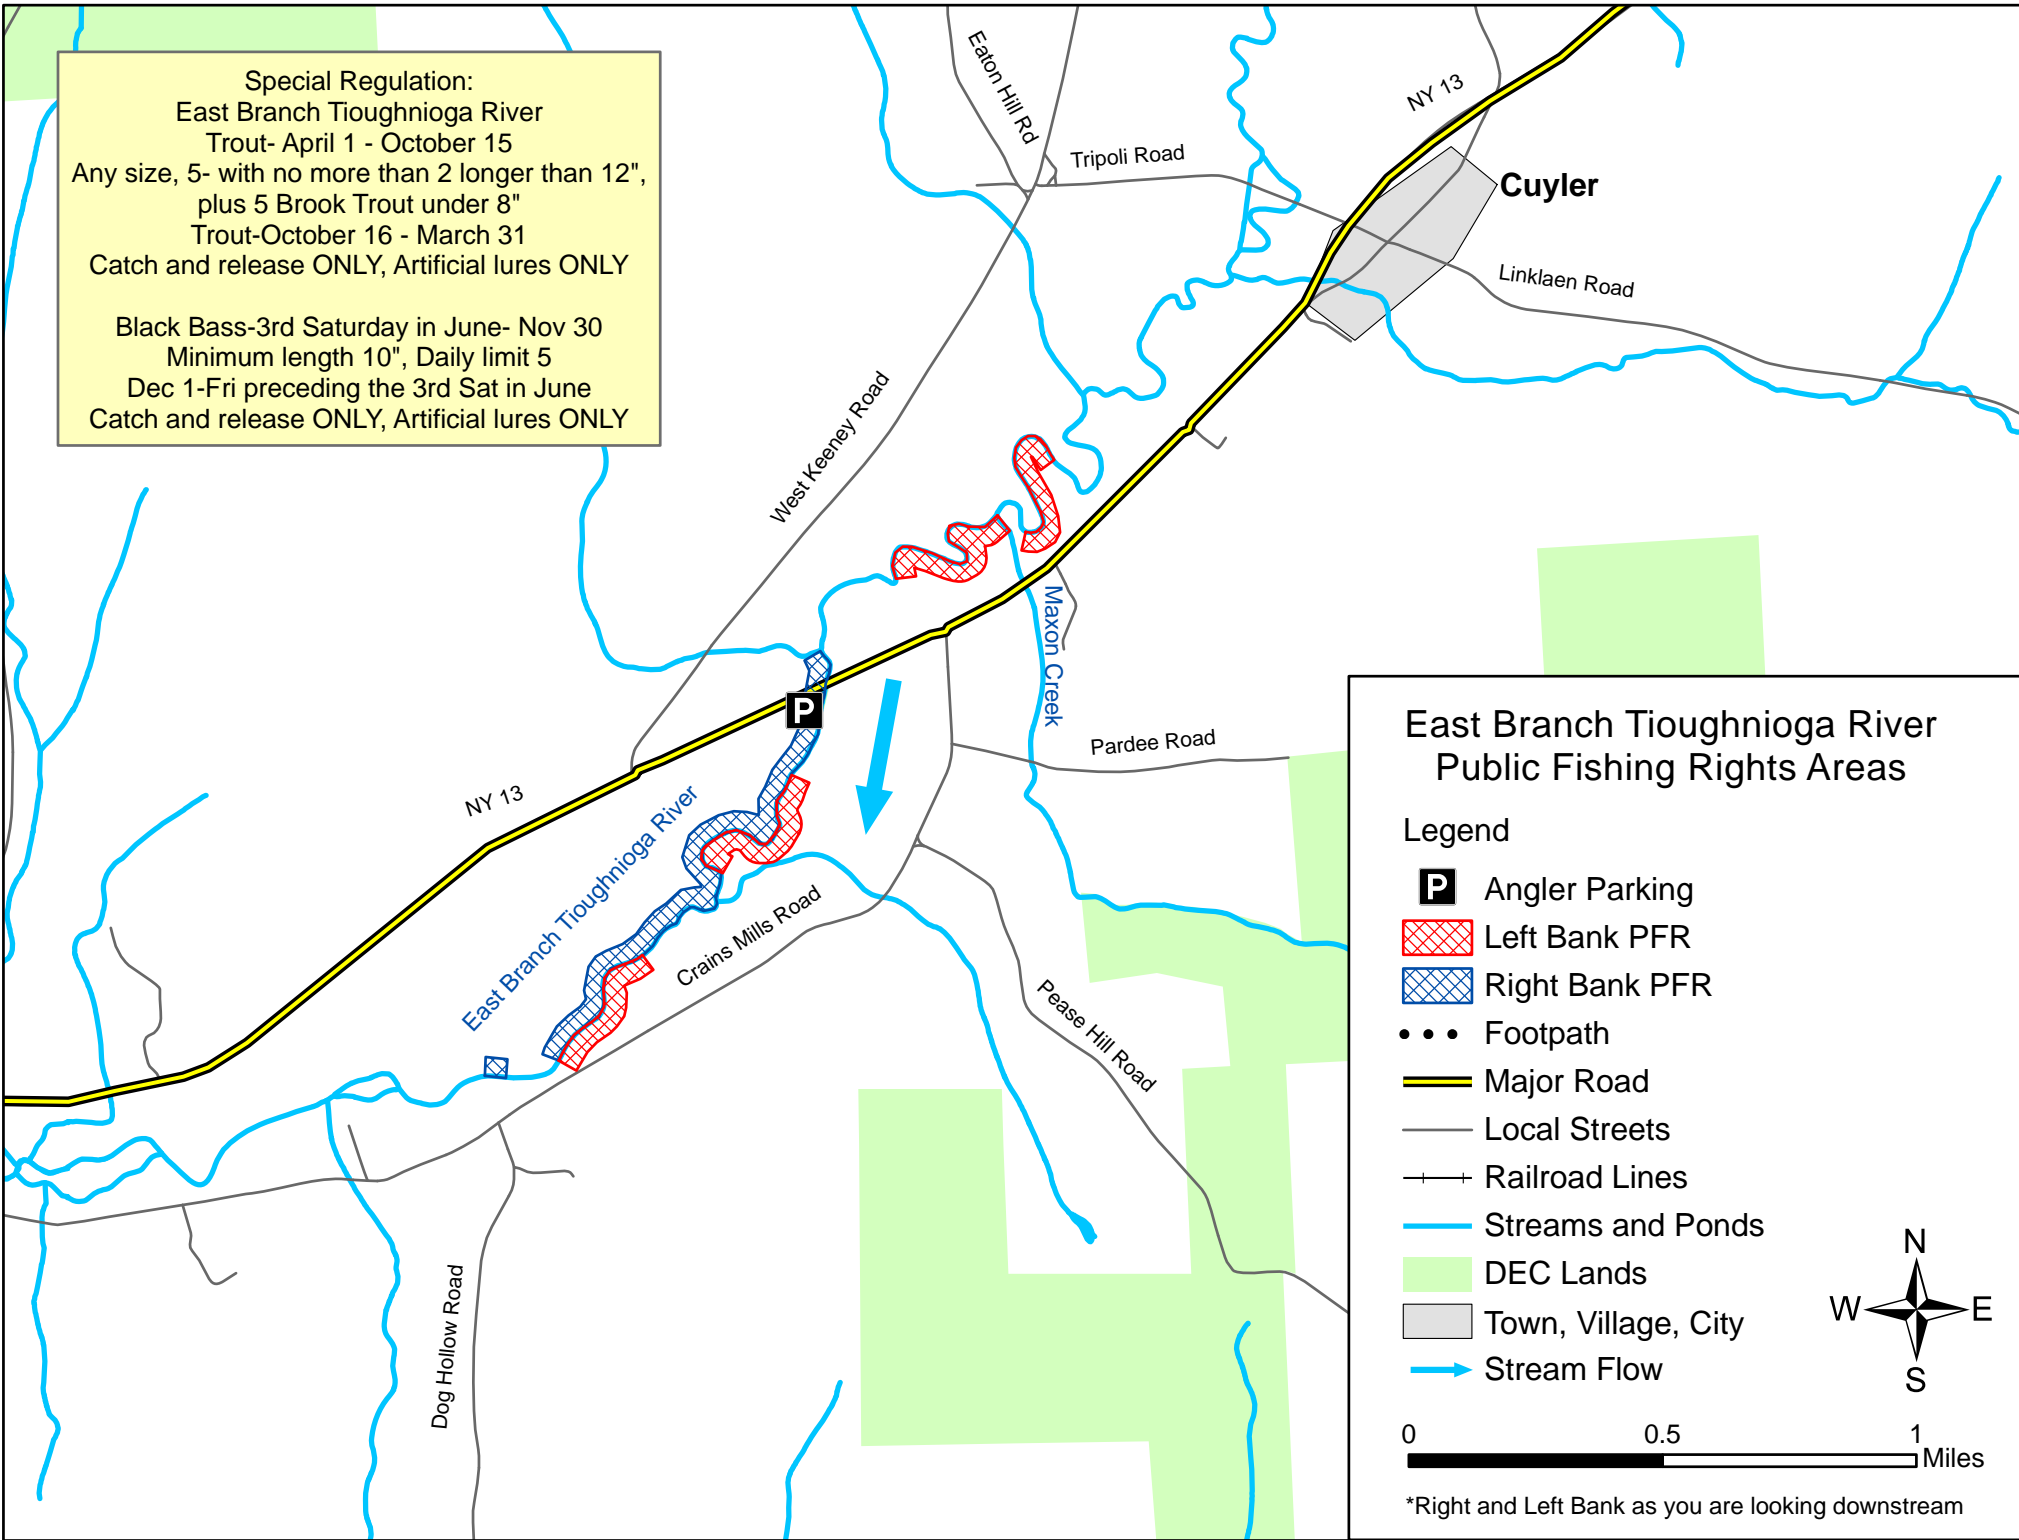 Special Regulation:
East Branch Tioughnioga River
Trout- April 1 - October 15
Any size, 5- with no more than 2 longer than 12",
plus 5 Brook Trout under 8"
Trout-October 16 - March 31
Catch and release ONLY, Artificial lures ONLY
Black Bass-3rd Saturday in June- Nov 30
Minimum length 10", Daily limit 5
Dec 1-Fri preceding the 3rd Sat in June
Catch and release ONLY, Artificial lures ONLY
Eaton Hill Rd
Tripoli Road
NY 13
Cuyler
Linklaen Road
West Keeney Road
Maxon Creek
P
Pardee Road
NY 13
East Branch Tioughnioga River
Crains Mills Road
Pease Hill Road
Dog Hollow Road
East Branch Tioughnioga River
Public Fishing Rights Areas
Legend
P Angler Parking
Left Bank PFR
Right Bank PFR
Footpath
Major Road
Local Streets
Railroad Lines
Streams and Ponds
DEC Lands
Town, Village, City
Stream Flow
N
W E
S
0 0.5 1
Miles
*Right and Left Bank as you are looking downstream